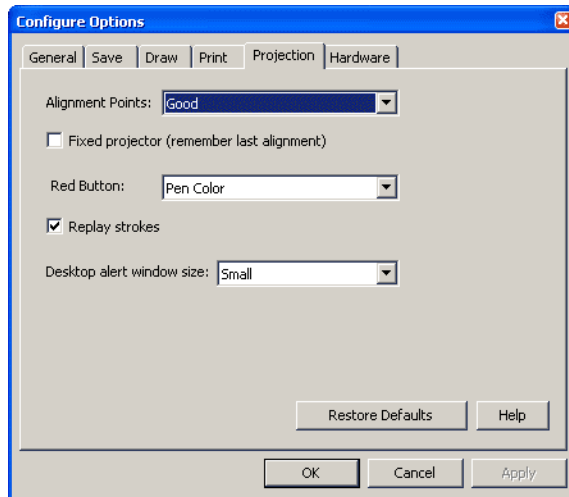 Configure Options
General Save Draw Print Projection Hardware
Alignment Points: Good
Fixed projector (remember last alignment)
Red Button: Pen Color
Replay strokes
Desktop alert window size: Small
Restore Defaults Help
OK Cancel Apply